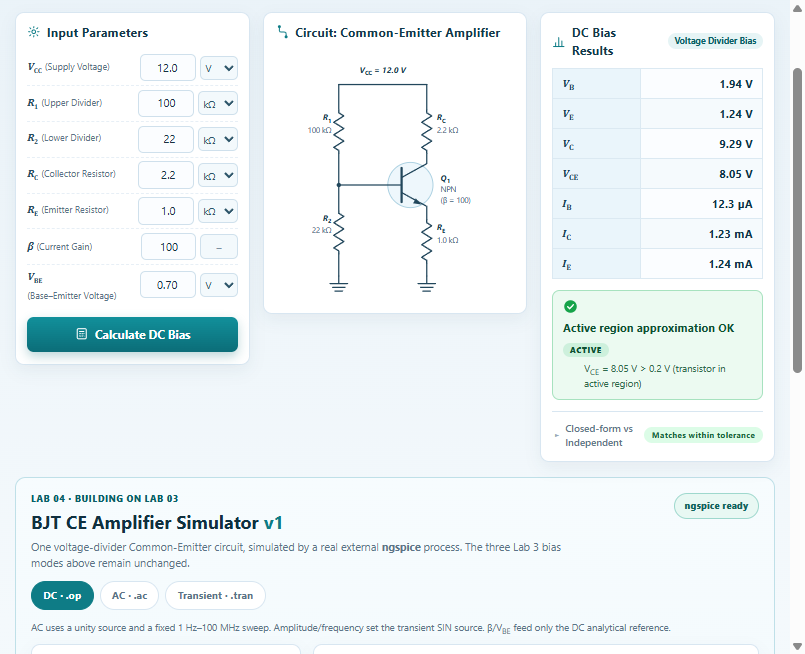 Input Parameters
VCC (Supply Voltage) 12.0 V
R1 (Upper Divider) 100 kΩ
R2 (Lower Divider) 22 kΩ
RC (Collector Resistor) 2.2 kΩ
RE (Emitter Resistor) 1.0 kΩ
β (Current Gain) 100 –
VBE
(Base–Emitter Voltage) 0.70 V
Calculate DC Bias
Circuit: Common-Emitter Amplifier
VCC = 12.0 V
R1
100 kΩ
RC
2.2 kΩ
Q1
NPN
(β = 100)
R2
22 kΩ
RE
1.0 kΩ
DC Bias
Results
Voltage Divider Bias
VB 1.94 V
VE 1.24 V
VC 9.29 V
VCE 8.05 V
IB 12.3 µA
IC 1.23 mA
IE 1.24 mA
Active region approximation OK
ACTIVE
VCE = 8.05 V > 0.2 V (transistor in
active region)
Closed-form vs
Independent
Matches within tolerance
LAB 04 · BUILDING ON LAB 03
BJT CE Amplifier Simulator v1
ngspice ready
One voltage-divider Common-Emitter circuit, simulated by a real external ngspice process. The three Lab 3 bias
modes above remain unchanged.
DC · .op
AC · .ac
Transient · .tran
AC uses a unity source and a fixed 1 Hz–100 MHz sweep. Amplitude/frequency set the transient SIN source. β/VBE feed only the DC analytical reference.